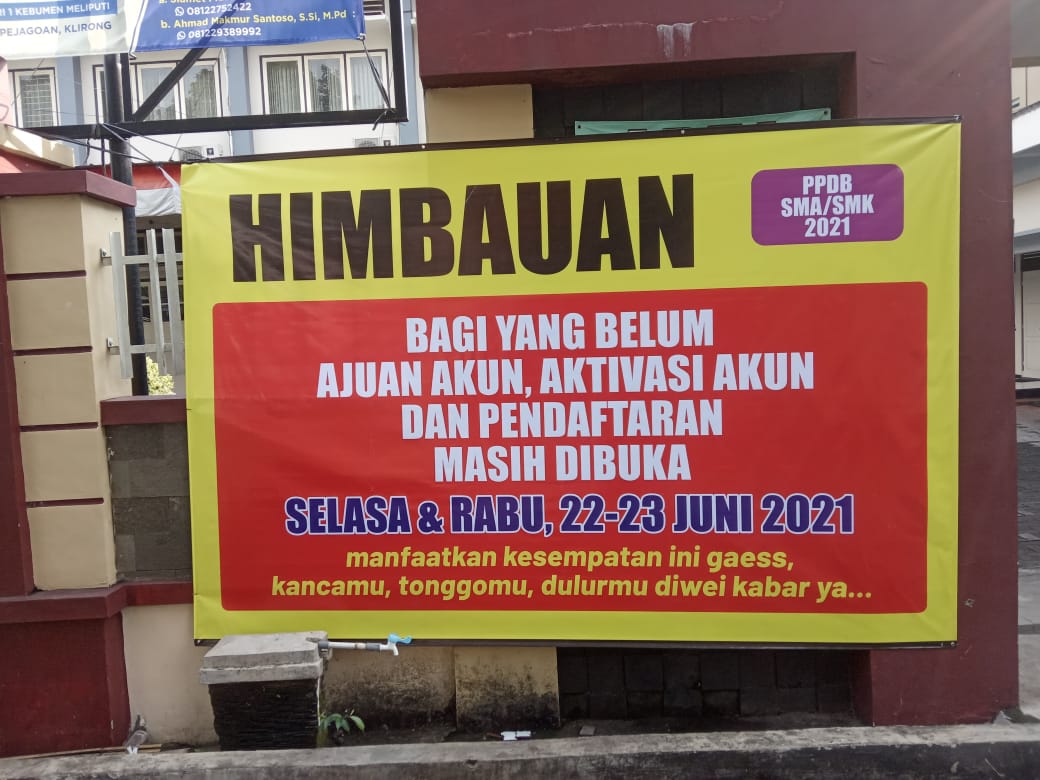 1 KEBUMEN MELIPUTI
PEJAGOAN, KLIRONG
08122752422
b. Ahmad Makmur Santoso, S.Si, M.Pd :
081229389992
HIMBAUAN
PPDB
SMA/SMK
2021
BAGI YANG BELUM
AJUAN AKUN, AKTIVASI AKUN
DAN PENDAFTARAN
MASIH DIBUKA
SELASA & RABU, 22-23 JUNI 2021
manfaatkan kesempatan ini gaess,
kancamu, tonggomu, dulurmu diwei kabar ya...